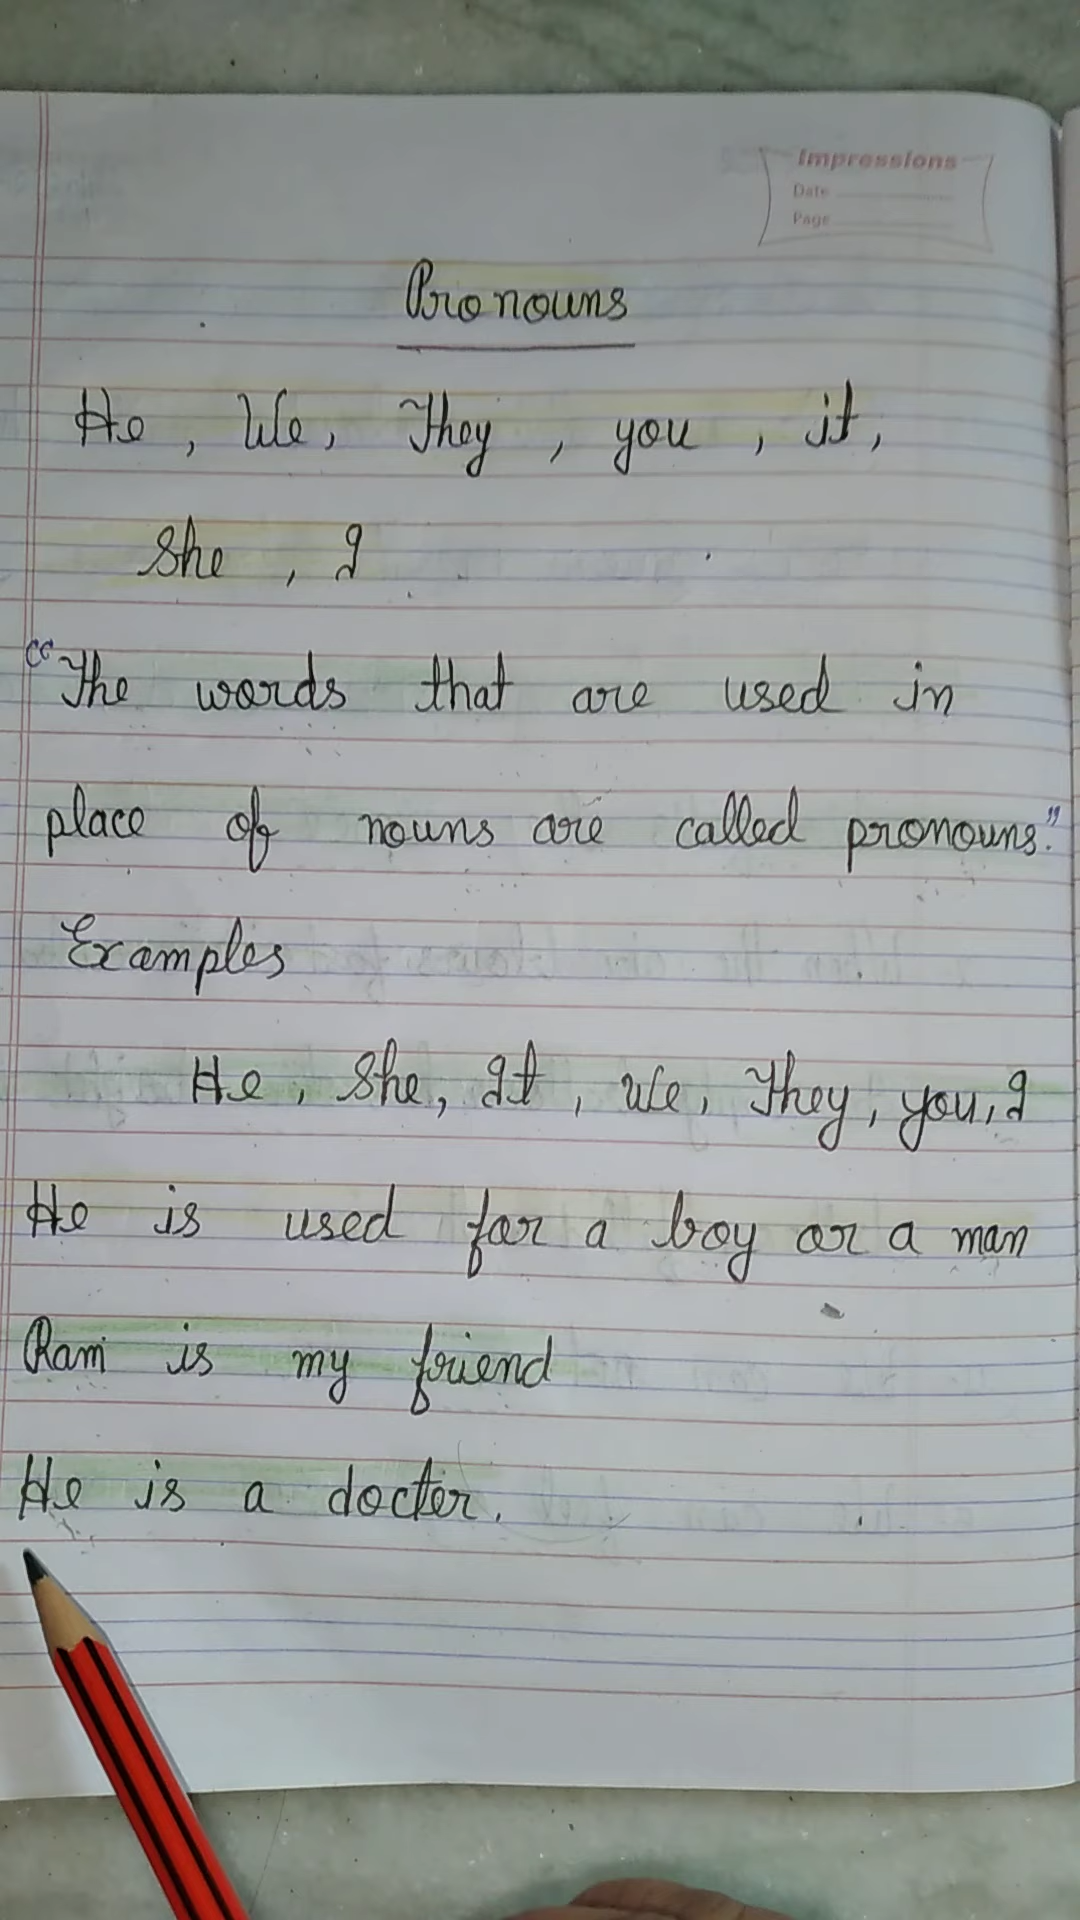 Impressions
Date
Page
Pronouns
He, We, They, you, it,
She, I
"The words that are used in
place of nouns are called pronouns."
Examples
He, She, It, We, They, you, I
He is used for a boy or a man
Ram is my friend
He is a docter.